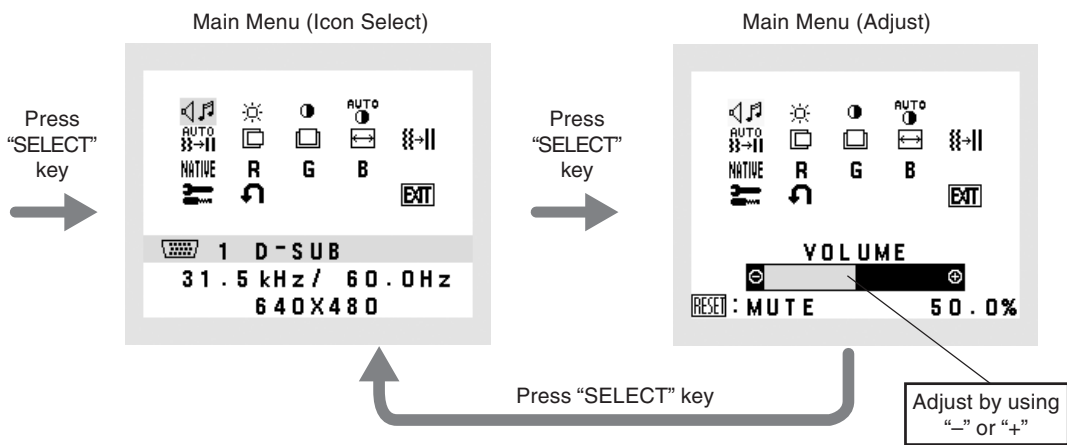 Main Menu (Icon Select)
Main Menu (Adjust)
Press
“SELECT”
key
AUTO
AUTO
NATIVE R G B
EXIT
1 D-SUB
31.5 kHz/ 60.0Hz
640X480
Press
“SELECT”
key
AUTO
AUTO
NATIVE R G B
EXIT
VOLUME
RESET : MUTE 50.0%
Press “SELECT” key
Adjust by using
“–” or “+”